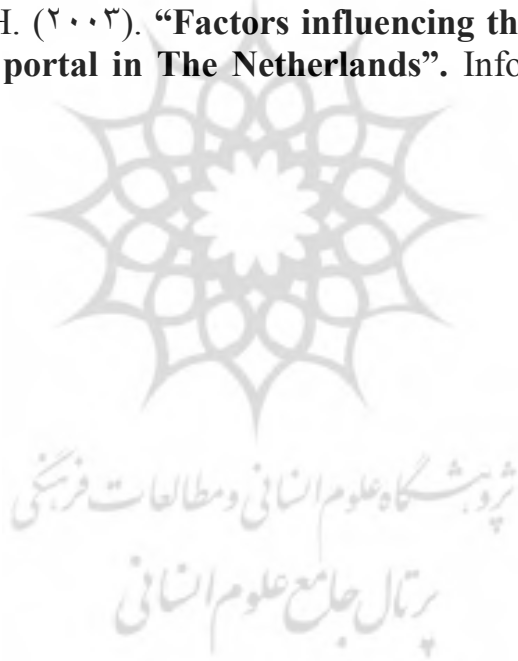 H. (۲۰۰۳). “Factors influencing th
portal in The Netherlands”. Info
پژوهشگاه علوم انسانی و مطالعات فرهنگی
پرتال جامع علوم انسانی